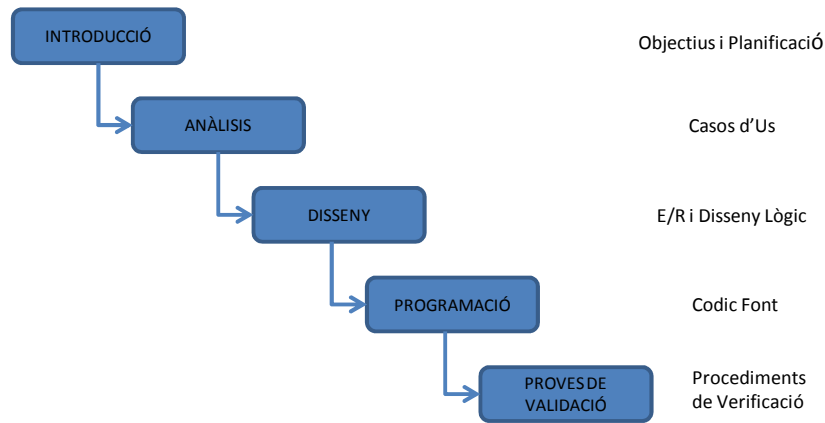 INTRODUCCIÓ
Objectius i Planificació
ANÀLISIS
Casos d'Us
DISSENY
E/R i Disseny Lògic
PROGRAMACIÓ
Codic Font
PROVES DE
VALIDACIÓ
Procediments
de Verificació